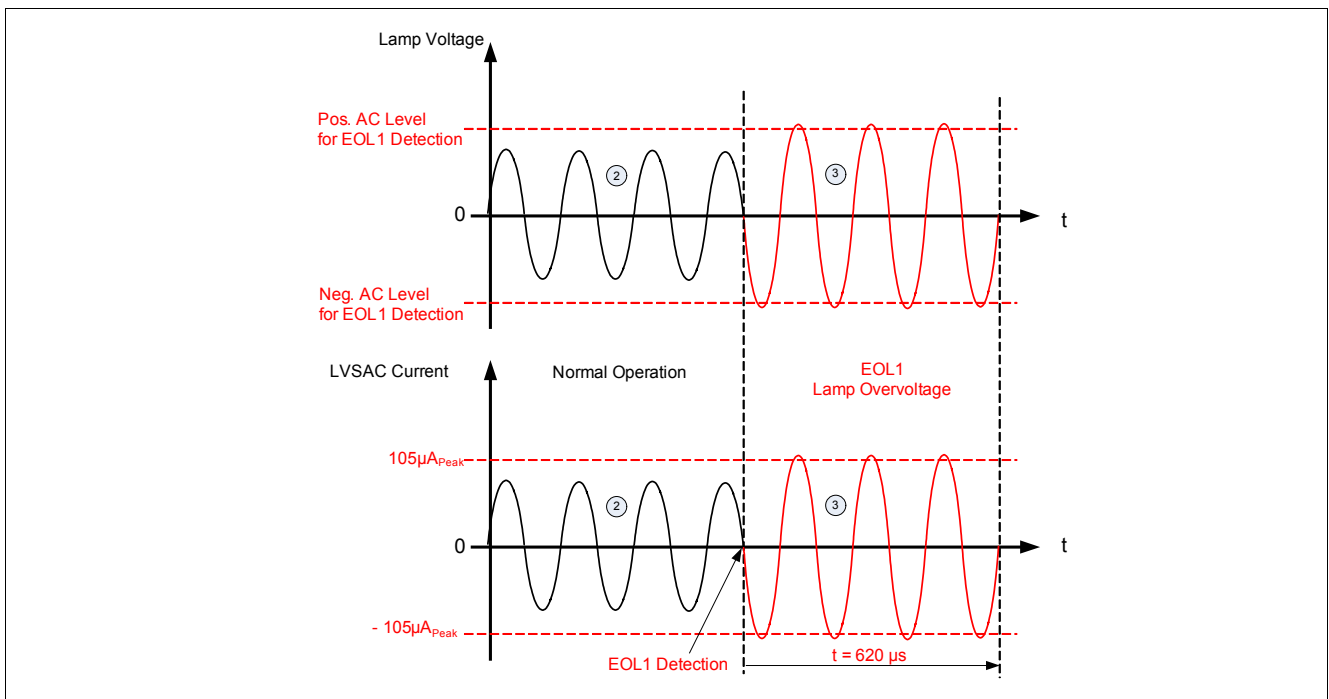 Lamp Voltage
Pos. AC Level
for EOL1 Detection
2
3
0
t
Neg. AC Level
for EOL1 Detection
LVSAC Current
Normal Operation
EOL1
Lamp Overvoltage
105µAPeak
2
3
0
t
- 105µAPeak
EOL1 Detection
t = 620 µs